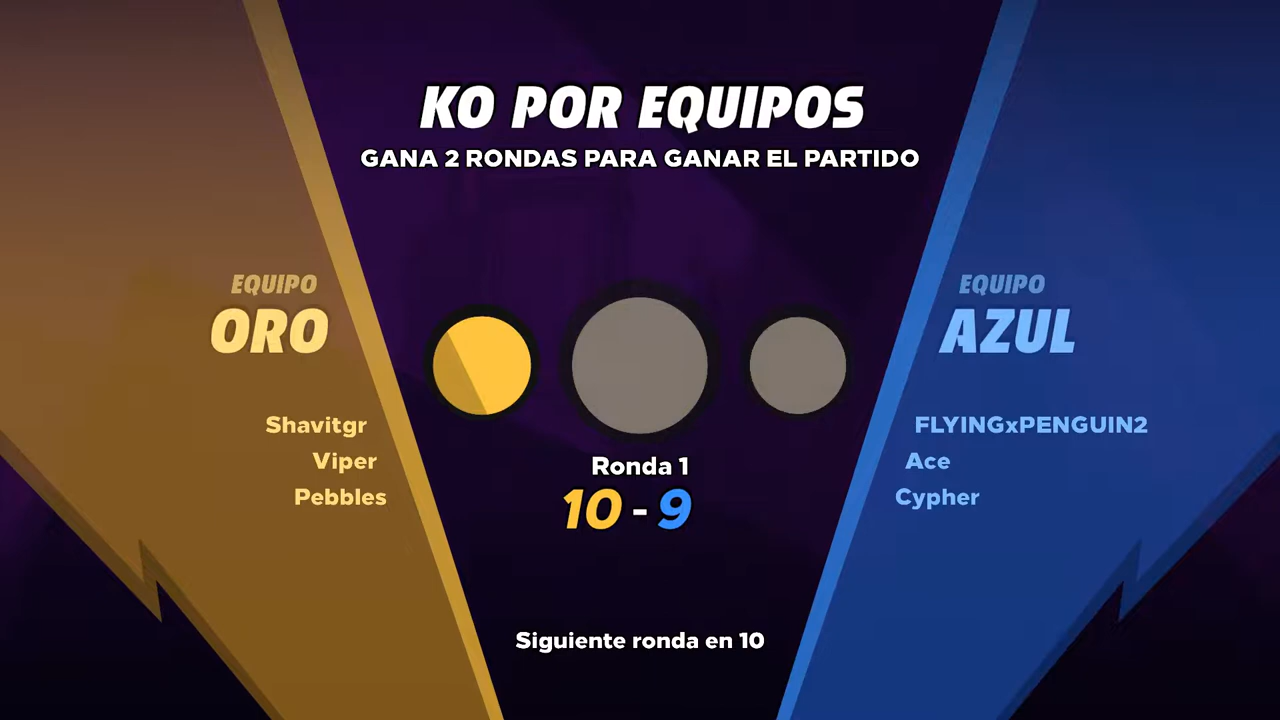 KO POR EQUIPOS
GANA 2 RONDAS PARA GANAR EL PARTIDO
EQUIPO
ORO
Shavitgr
Viper
Pebbles
Ronda 1
10 - 9
EQUIPO
AZUL
FLYINGxPENGUIN2
Ace
Cypher
Siguiente ronda en 10